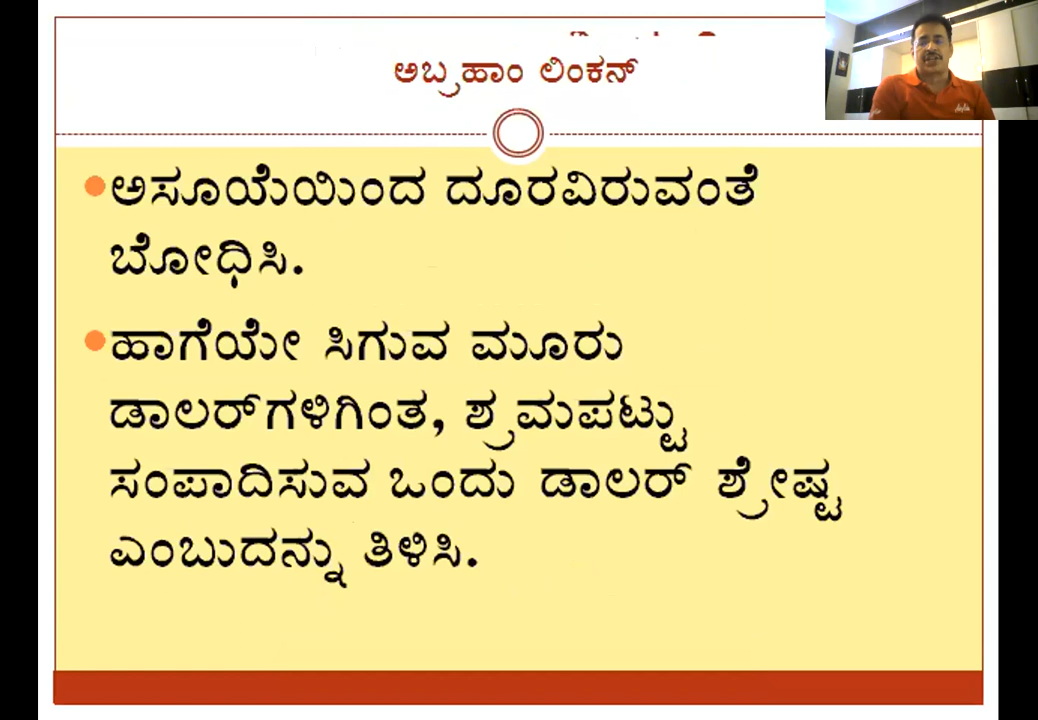 ಅಬ್ರಹಾಂ ಲಿಂಕನ್
ಅಸೂಯೆಯಿಂದ ದೂರವಿರುವಂತೆ
ಬೋಧಿಸಿ.
ಹಾಗೆಯೇ ಸಿಗುವ ಮೂರು
ಡಾಲರ್‌ಗಳಿಗಿಂತ, ಶ್ರಮಪಟ್ಟು
ಸಂಪಾದಿಸುವ ಒಂದು ಡಾಲರ್ ಶ್ರೇಷ್ಟ
ಎಂಬುದನ್ನು ತಿಳಿಸಿ.